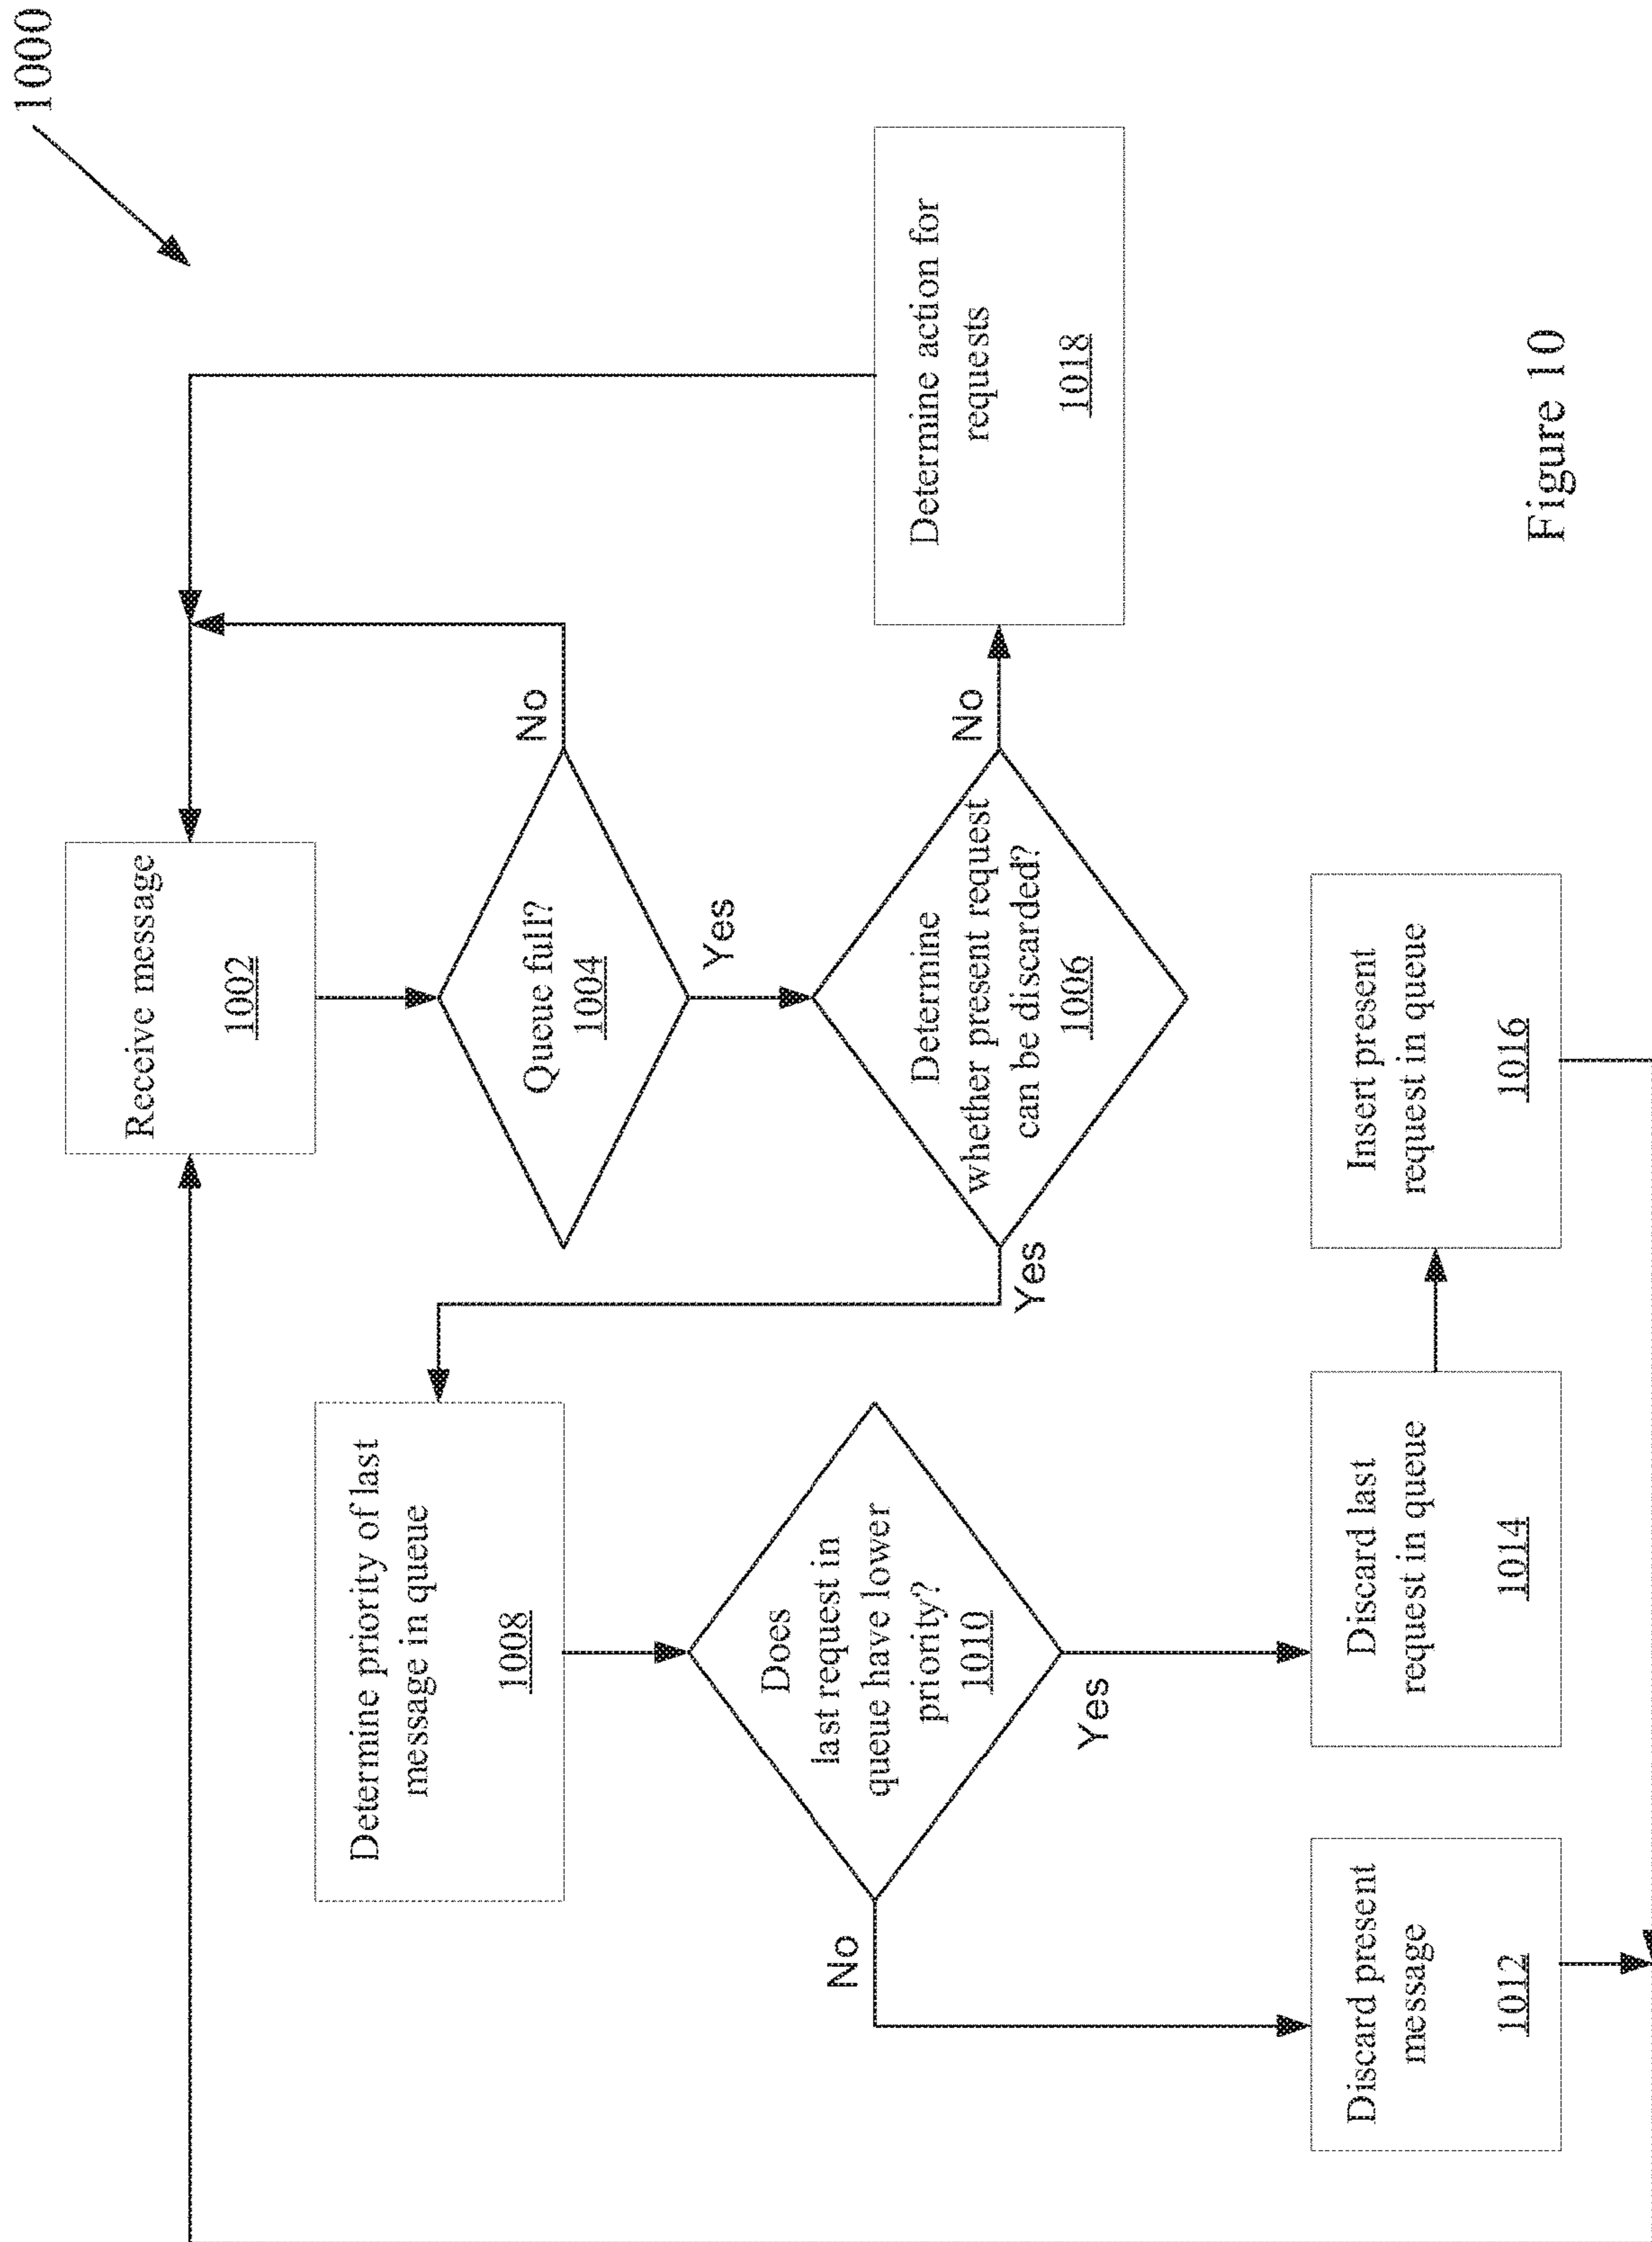 1000
Receive message
1002
Queue full?
1004
No
Yes
Determine
whether present request
can be discarded?
1006
No
Yes
Determine action for
requests
1018
Determine priority of last
message in queue
1008
Does
last request in
queue have lower
priority?
1010
No
Yes
Discard present
message
1012
Discard last
request in queue
1014
Insert present
request in queue
1016
Figure 10